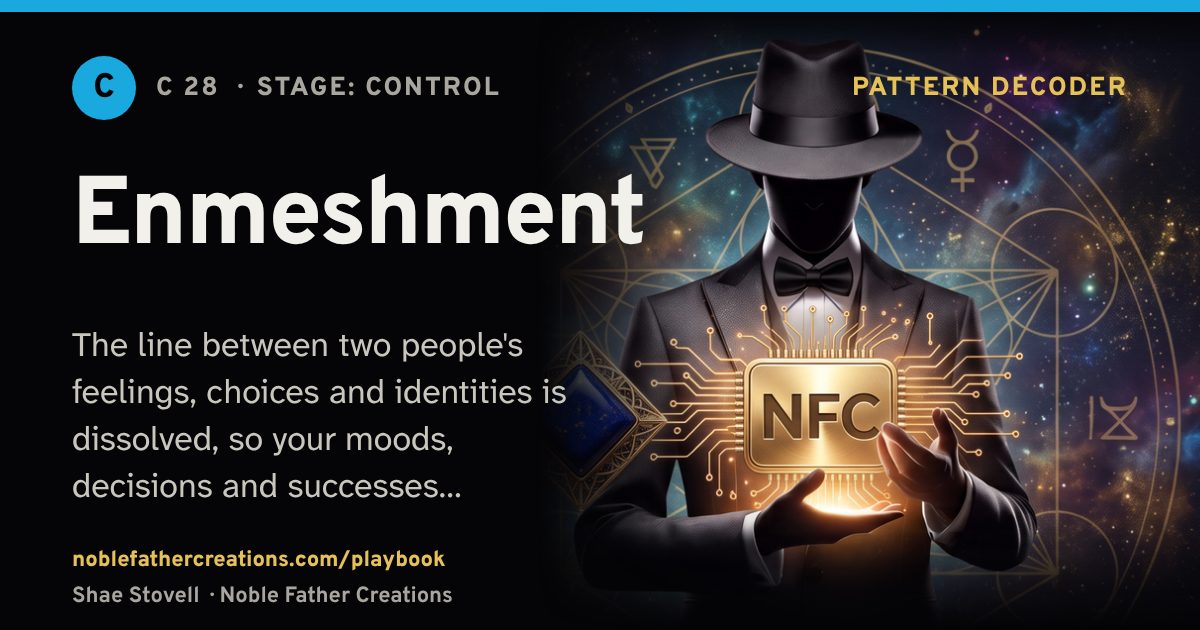 C
C 28 · STAGE: CONTROL
PATTERN DECODER
Enmeshment
The line between two people's
feelings, choices and identities is
dissolved, so your moods,
decisions and successes...
NFC
noblefathercreations.com/playbook
Shae Stovell · Noble Father Creations